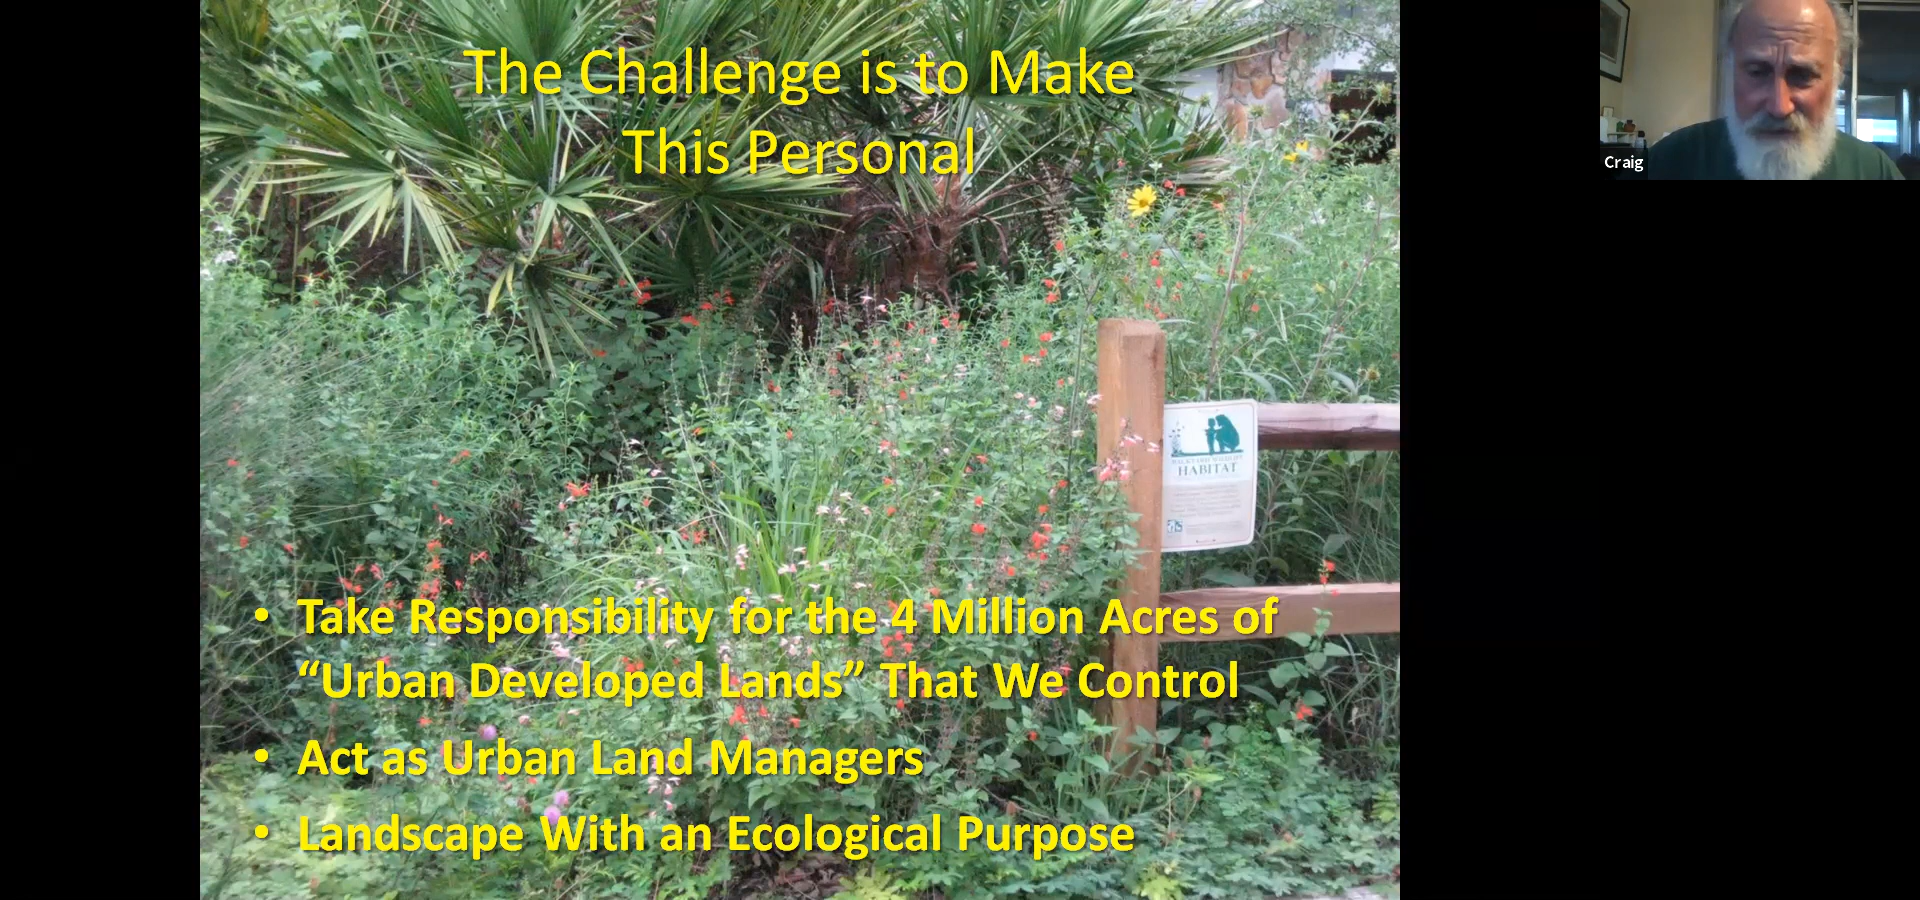 The Challenge is to Make
This Personal
Craig
HABITAT
• Take Responsibility for the 4 Million Acres of
“Urban Developed Lands” That We Control
• Act as Urban Land Managers
• Landscape With an Ecological Purpose